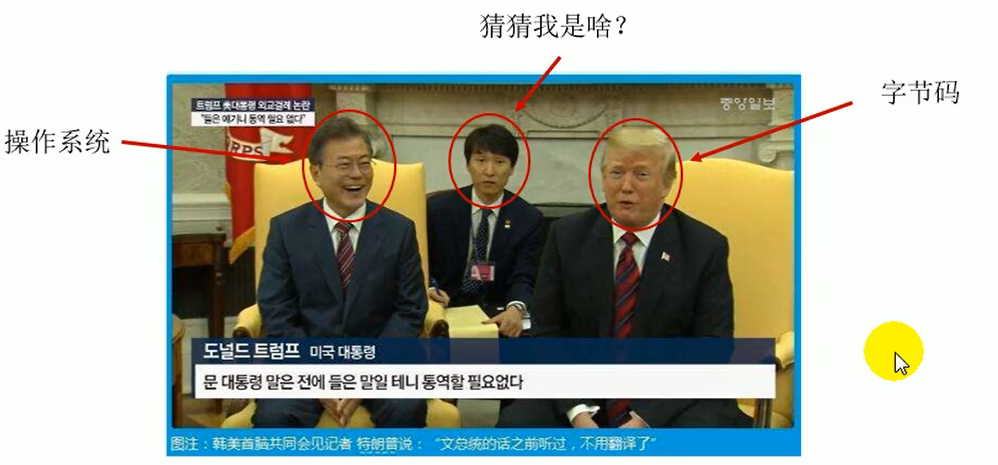 猜猜我是啥？
字节码
操作系统
트럼프 美대통령 외교결례 논란
"들은 얘기니 통역 필요 없다"
중앙일보
RPS
도널드 트럼프 미국 대통령
문 대통령 말은 전에 들은 말일 테니 통역할 필요없다
图注：韩美首脑共同会见记者 特朗普说：“文总统的话之前听过，不用翻译了”